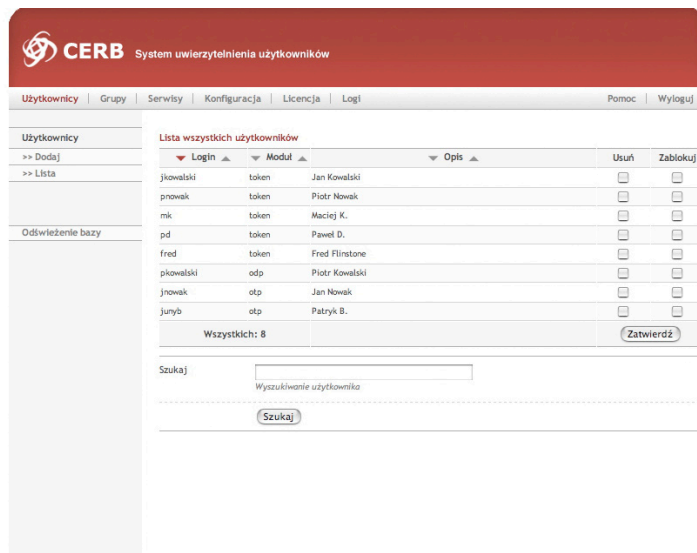 CERB System uwierzytelnienia użytkowników
Użytkownicy | Grupy | Serwisy | Konfiguracja | Licencja | Logi Pomoc | Wyloguj
Użytkownicy
>> Dodaj
>> Lista
Odświeżenie bazy
Lista wszystkich użytkowników
Login Moduł Opis Usuń Zablokuj
jkowalski token Jan Kowalski
pnowak token Piotr Nowak
mk token Maciej K.
pd token Paweł D.
fred token Fred Flinstone
pkowalski odp Piotr Kowalski
jnowak otp Jan Nowak
junyb otp Patryk B.
Wszystkich: 8 Zatwierdź
Szukaj
Wyszukiwanie użytkownika
Szukaj